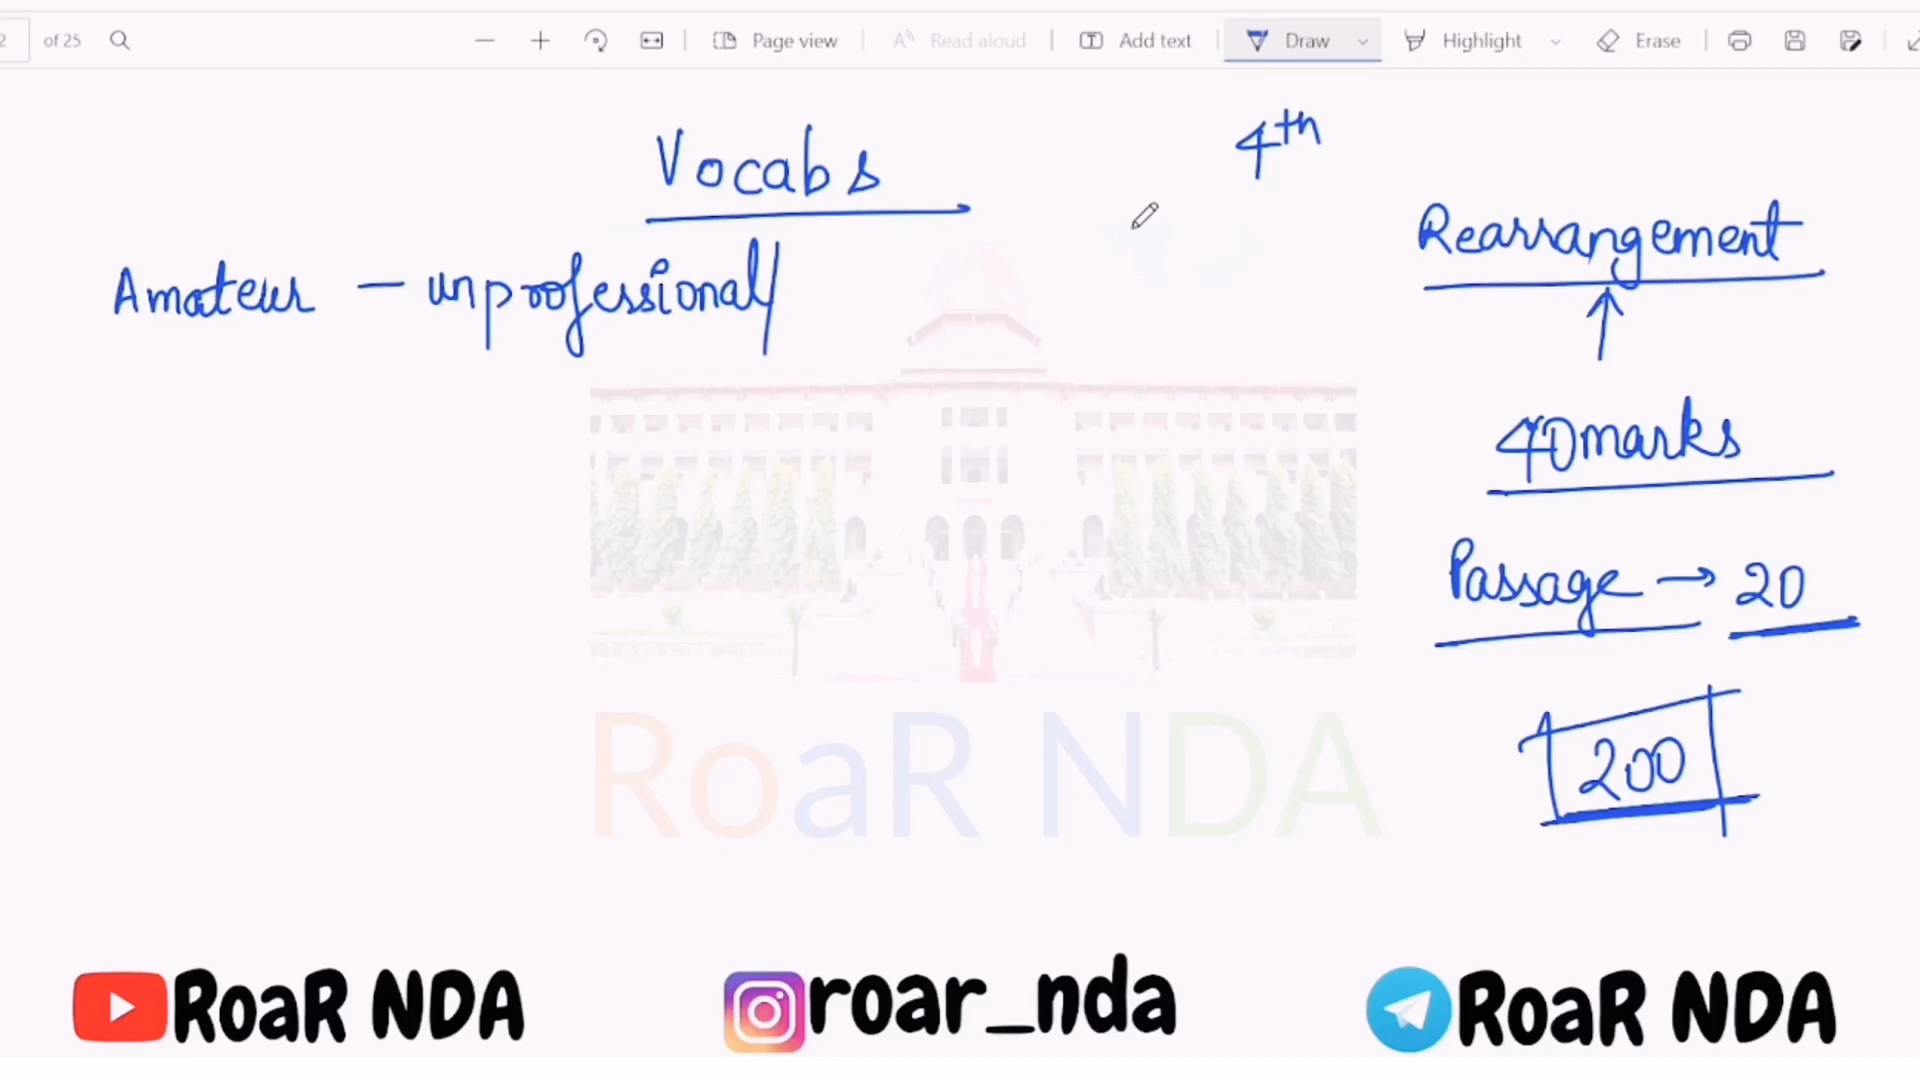 2 of 25 Page view Read aloud Add text Draw Highlight Erase
Vocabs
4th
Amateur – unprofessional/
Rearrangement
↑
40marks
Passage → 20
200
RoaR NDA
RoaR NDA
roar_nda
RoaR NDA